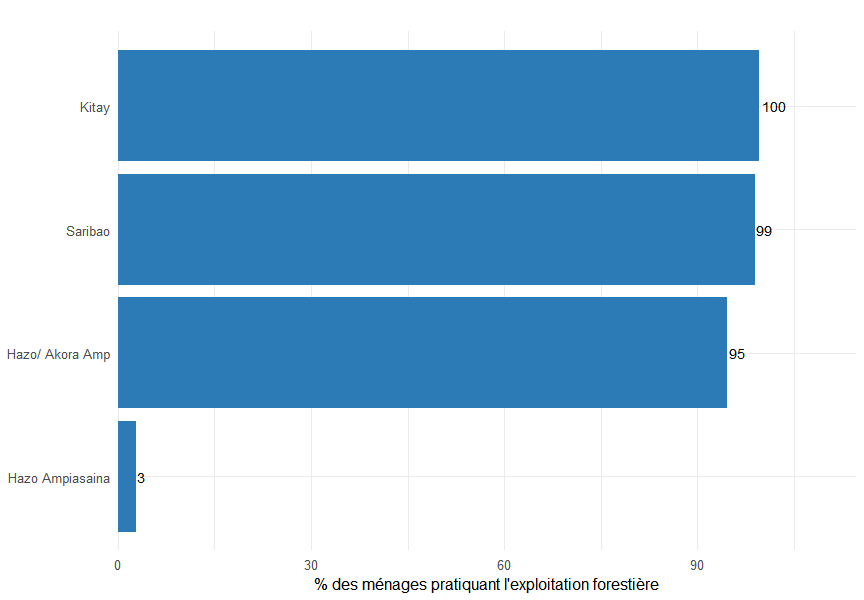 Kitay
100
Saribao
99
Hazo/ Akora Amp
95
Hazo Ampiasaina
3
0 30 60 90
% des ménages pratiquant l'exploitation forestière